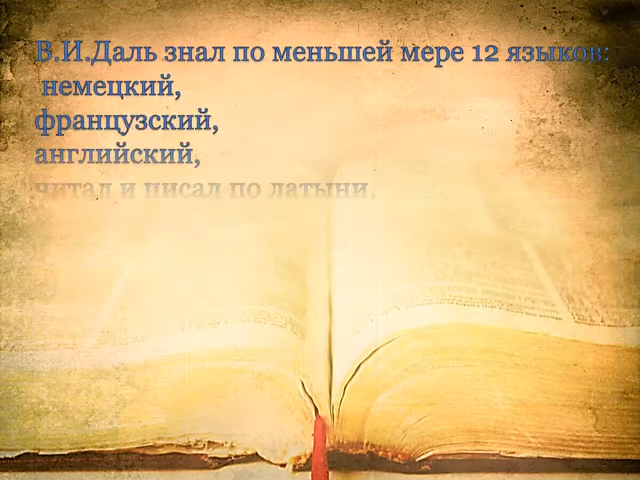 В.И.Даль знал по меньшей мере 12 языков:
немецкий,
французский,
английский,
читал и писал по латыни.